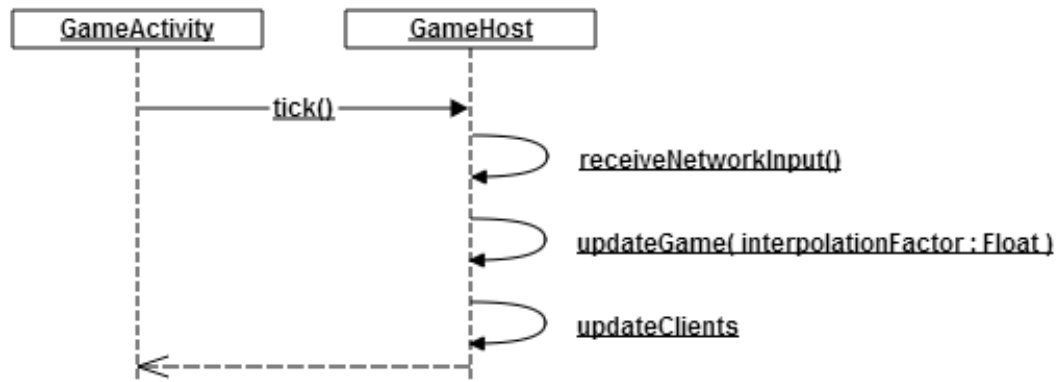 GameActivity GameHost
tick()
receiveNetworkInput()
updateGame( interpolationFactor : Float )
updateClients